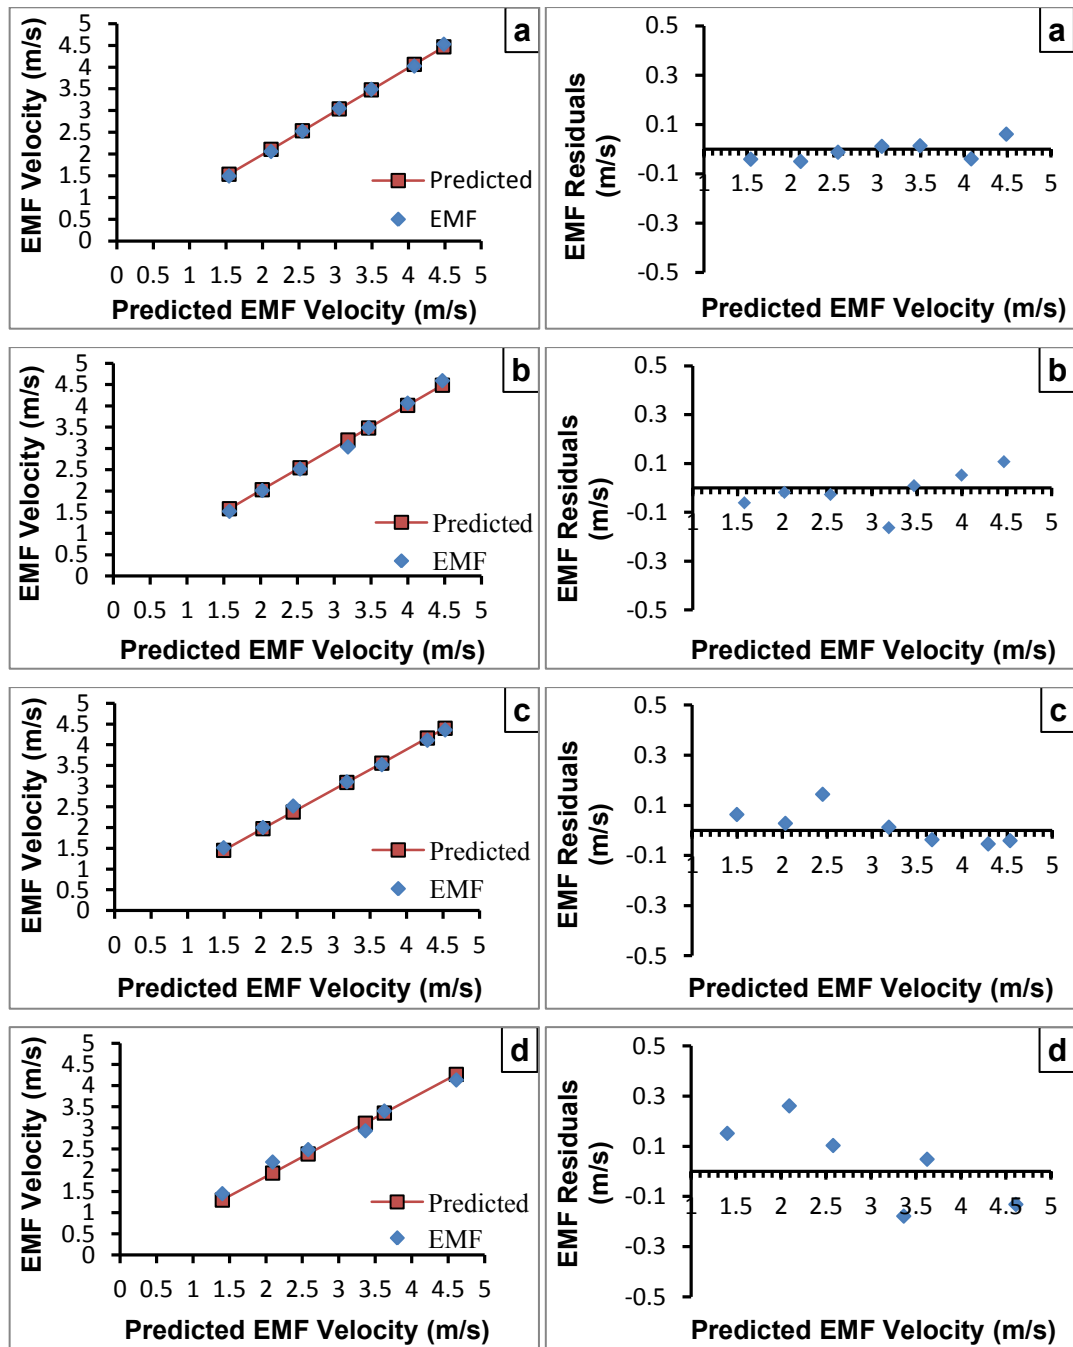 a
EMF Velocity (m/s)
5
4.5
4
3.5
3
2.5
2
1.5
1
0.5
0
Predicted
EMF
0 0.5 1 1.5 2 2.5 3 3.5 4 4.5 5
Predicted EMF Velocity (m/s)
a
EMF Residuals
(m/s)
0.5
0.3
0.1
-0.1
-0.3
-0.5
1 1.5 2 2.5 3 3.5 4 4.5 5
Predicted EMF Velocity (m/s)
b
EMF Velocity (m/s)
5
4.5
4
3.5
3
2.5
2
1.5
1
0.5
0
Predicted
EMF
0 0.5 1 1.5 2 2.5 3 3.5 4 4.5 5
Predicted EMF Velocity (m/s)
b
EMF Residuals
(m/s)
0.5
0.3
0.1
-0.1
-0.3
-0.5
1 1.5 2 2.5 3 3.5 4 4.5 5
Predicted EMF Velocity (m/s)
c
EMF Velocity (m/s)
5
4.5
4
3.5
3
2.5
2
1.5
1
0.5
0
Predicted
EMF
0 0.5 1 1.5 2 2.5 3 3.5 4 4.5 5
Predicted EMF Velocity (m/s)
c
EMF Residuals
(m/s)
0.5
0.3
0.1
-0.1
-0.3
-0.5
1 1.5 2 2.5 3 3.5 4 4.5 5
Predicted EMF Velocity (m/s)
d
EMF Velocity (m/s)
5
4.5
4
3.5
3
2.5
2
1.5
1
0.5
0
Predicted
EMF
0 0.5 1 1.5 2 2.5 3 3.5 4 4.5 5
Predicted EMF Velocity (m/s)
d
EMF Residuals
(m/s)
0.5
0.3
0.1
-0.1
-0.3
-0.5
1 1.5 2 2.5 3 3.5 4 4.5 5
Predicted EMF Velocity (m/s)